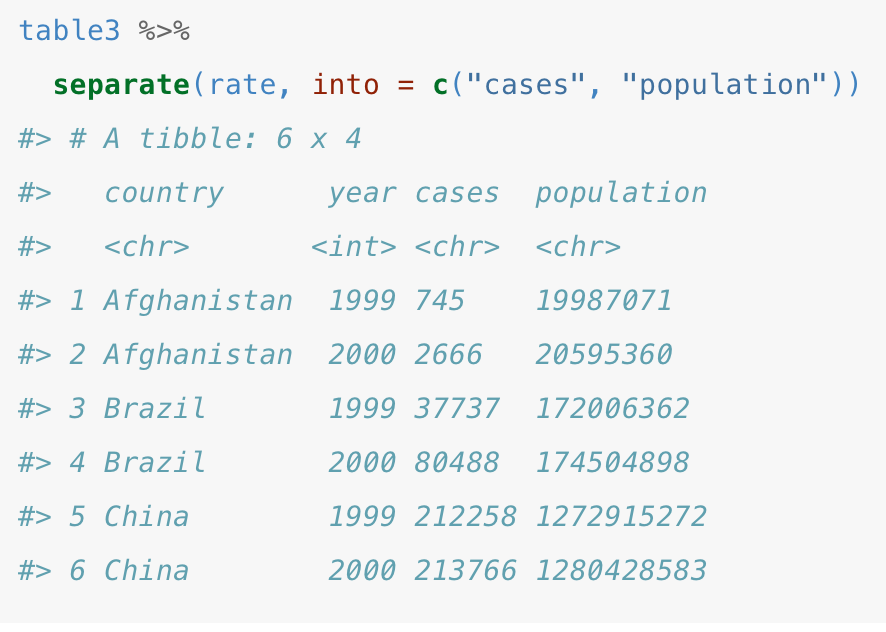 table3 %>%
  separate(rate, into = c("cases", "population"))
#> # A tibble: 6 x 4
#>   country      year cases  population
#>   <chr>       <int> <chr>  <chr>
#> 1 Afghanistan  1999 745    19987071
#> 2 Afghanistan  2000 2666   20595360
#> 3 Brazil       1999 37737  172006362
#> 4 Brazil       2000 80488  174504898
#> 5 China        1999 212258 1272915272
#> 6 China        2000 213766 1280428583